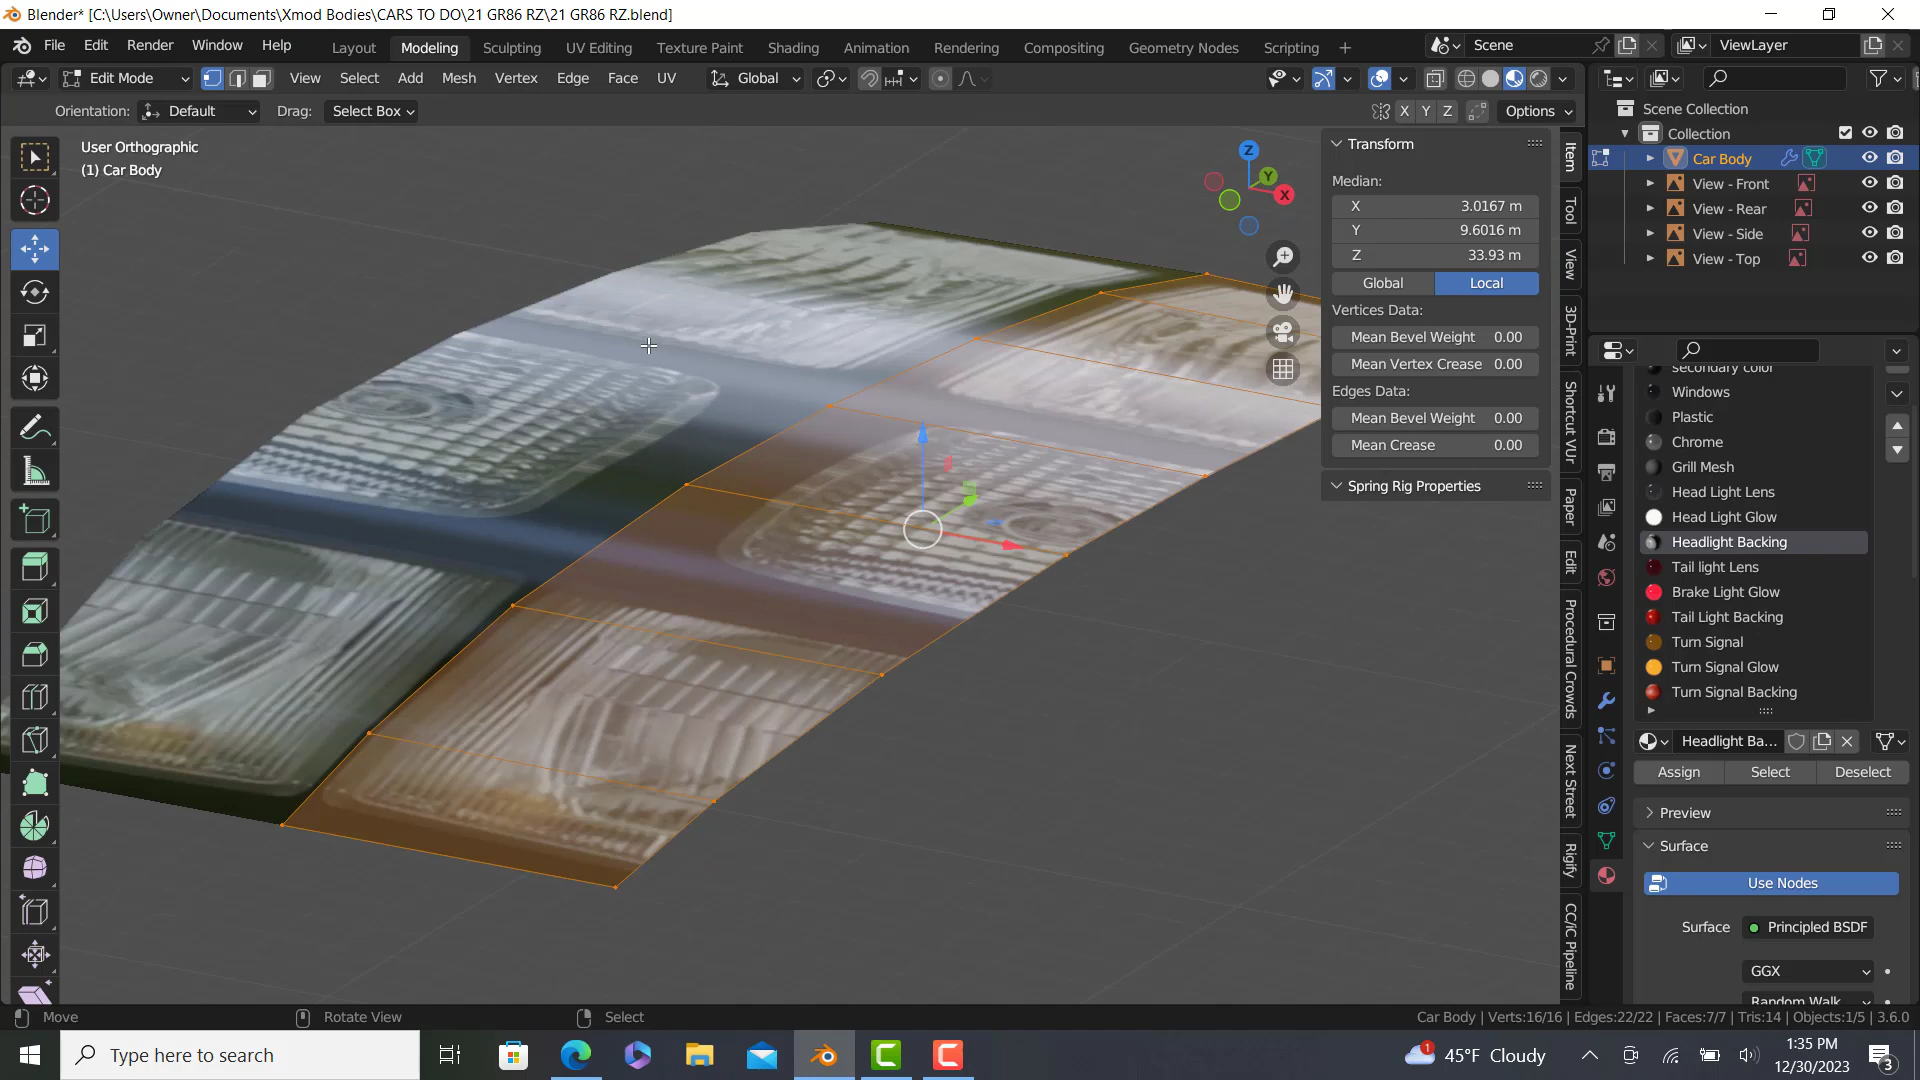 Blender* [C:\Users\Owner\Documents\Xmod Bodies\CARS TO DO\21 GR86 RZ\21 GR86 RZ.blend]
File Edit Render Window Help Layout Modeling Sculpting UV Editing Texture Paint Shading Animation Rendering Compositing Geometry Nodes Scripting + Scene ViewLayer
Edit Mode View Select Add Mesh Vertex Edge Face UV Global
Orientation: Default Drag: Select Box X Y Z Options
User Orthographic
(1) Car Body
Z
Y
X
Transform
Median:
X 3.0167 m
Y 9.6016 m
Z 33.93 m
Global Local
Vertices Data:
Mean Bevel Weight 0.00
Mean Vertex Crease 0.00
Edges Data:
Mean Bevel Weight 0.00
Mean Crease 0.00
Spring Rig Properties
Item
Tool
View
3D-Print
Shortcut VUr
Paper
Edit
Procedural Crowds
Next Street
Rigify
CC/iC Pipeline
Scene Collection
Collection
Car Body
View - Front
View - Rear
View - Side
View - Top
secondary color
Windows
Plastic
Chrome
Grill Mesh
Head Light Lens
Head Light Glow
Headlight Backing
Tail light Lens
Brake Light Glow
Tail Light Backing
Turn Signal
Turn Signal Glow
Turn Signal Backing
Headlight Ba...
Assign Select Deselect
Preview
Surface
Use Nodes
Surface Principled BSDF
GGX
Random Walk
Move Rotate View Select Car Body | Verts:16/16 | Edges:22/22 | Faces:7/7 | Tris:14 | Objects:1/5 | 3.6.0
Type here to search 1 45°F Cloudy 1:35 PM
12/30/2023 3